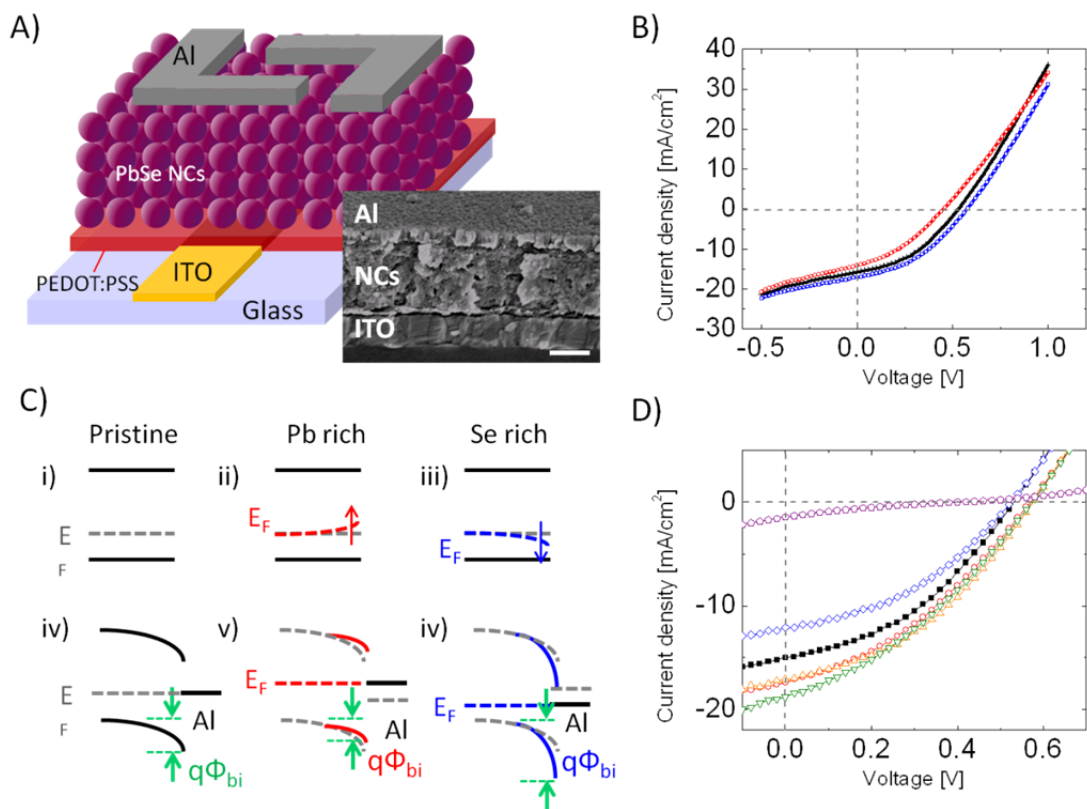 A)
Al
PbSe NCs
PEDOT:PSS
ITO
Glass
Al
NCs
ITO
B)
40
30
20
10
0
-10
-20
-30
-0.5
0.0
0.5
1.0
Current density [mA/cm²]
Voltage [V]
C)
Pristine
Pb rich
Se rich
i)
E
F
ii)
E_F
iii)
E_F
iv)
E
F
Al
qΦ_bi
v)
E_F
Al
qΦ_bi
iv)
E_F
Al
qΦ_bi
D)
0
-10
-20
0.0
0.2
0.4
0.6
Current density [mA/cm²]
Voltage [V]